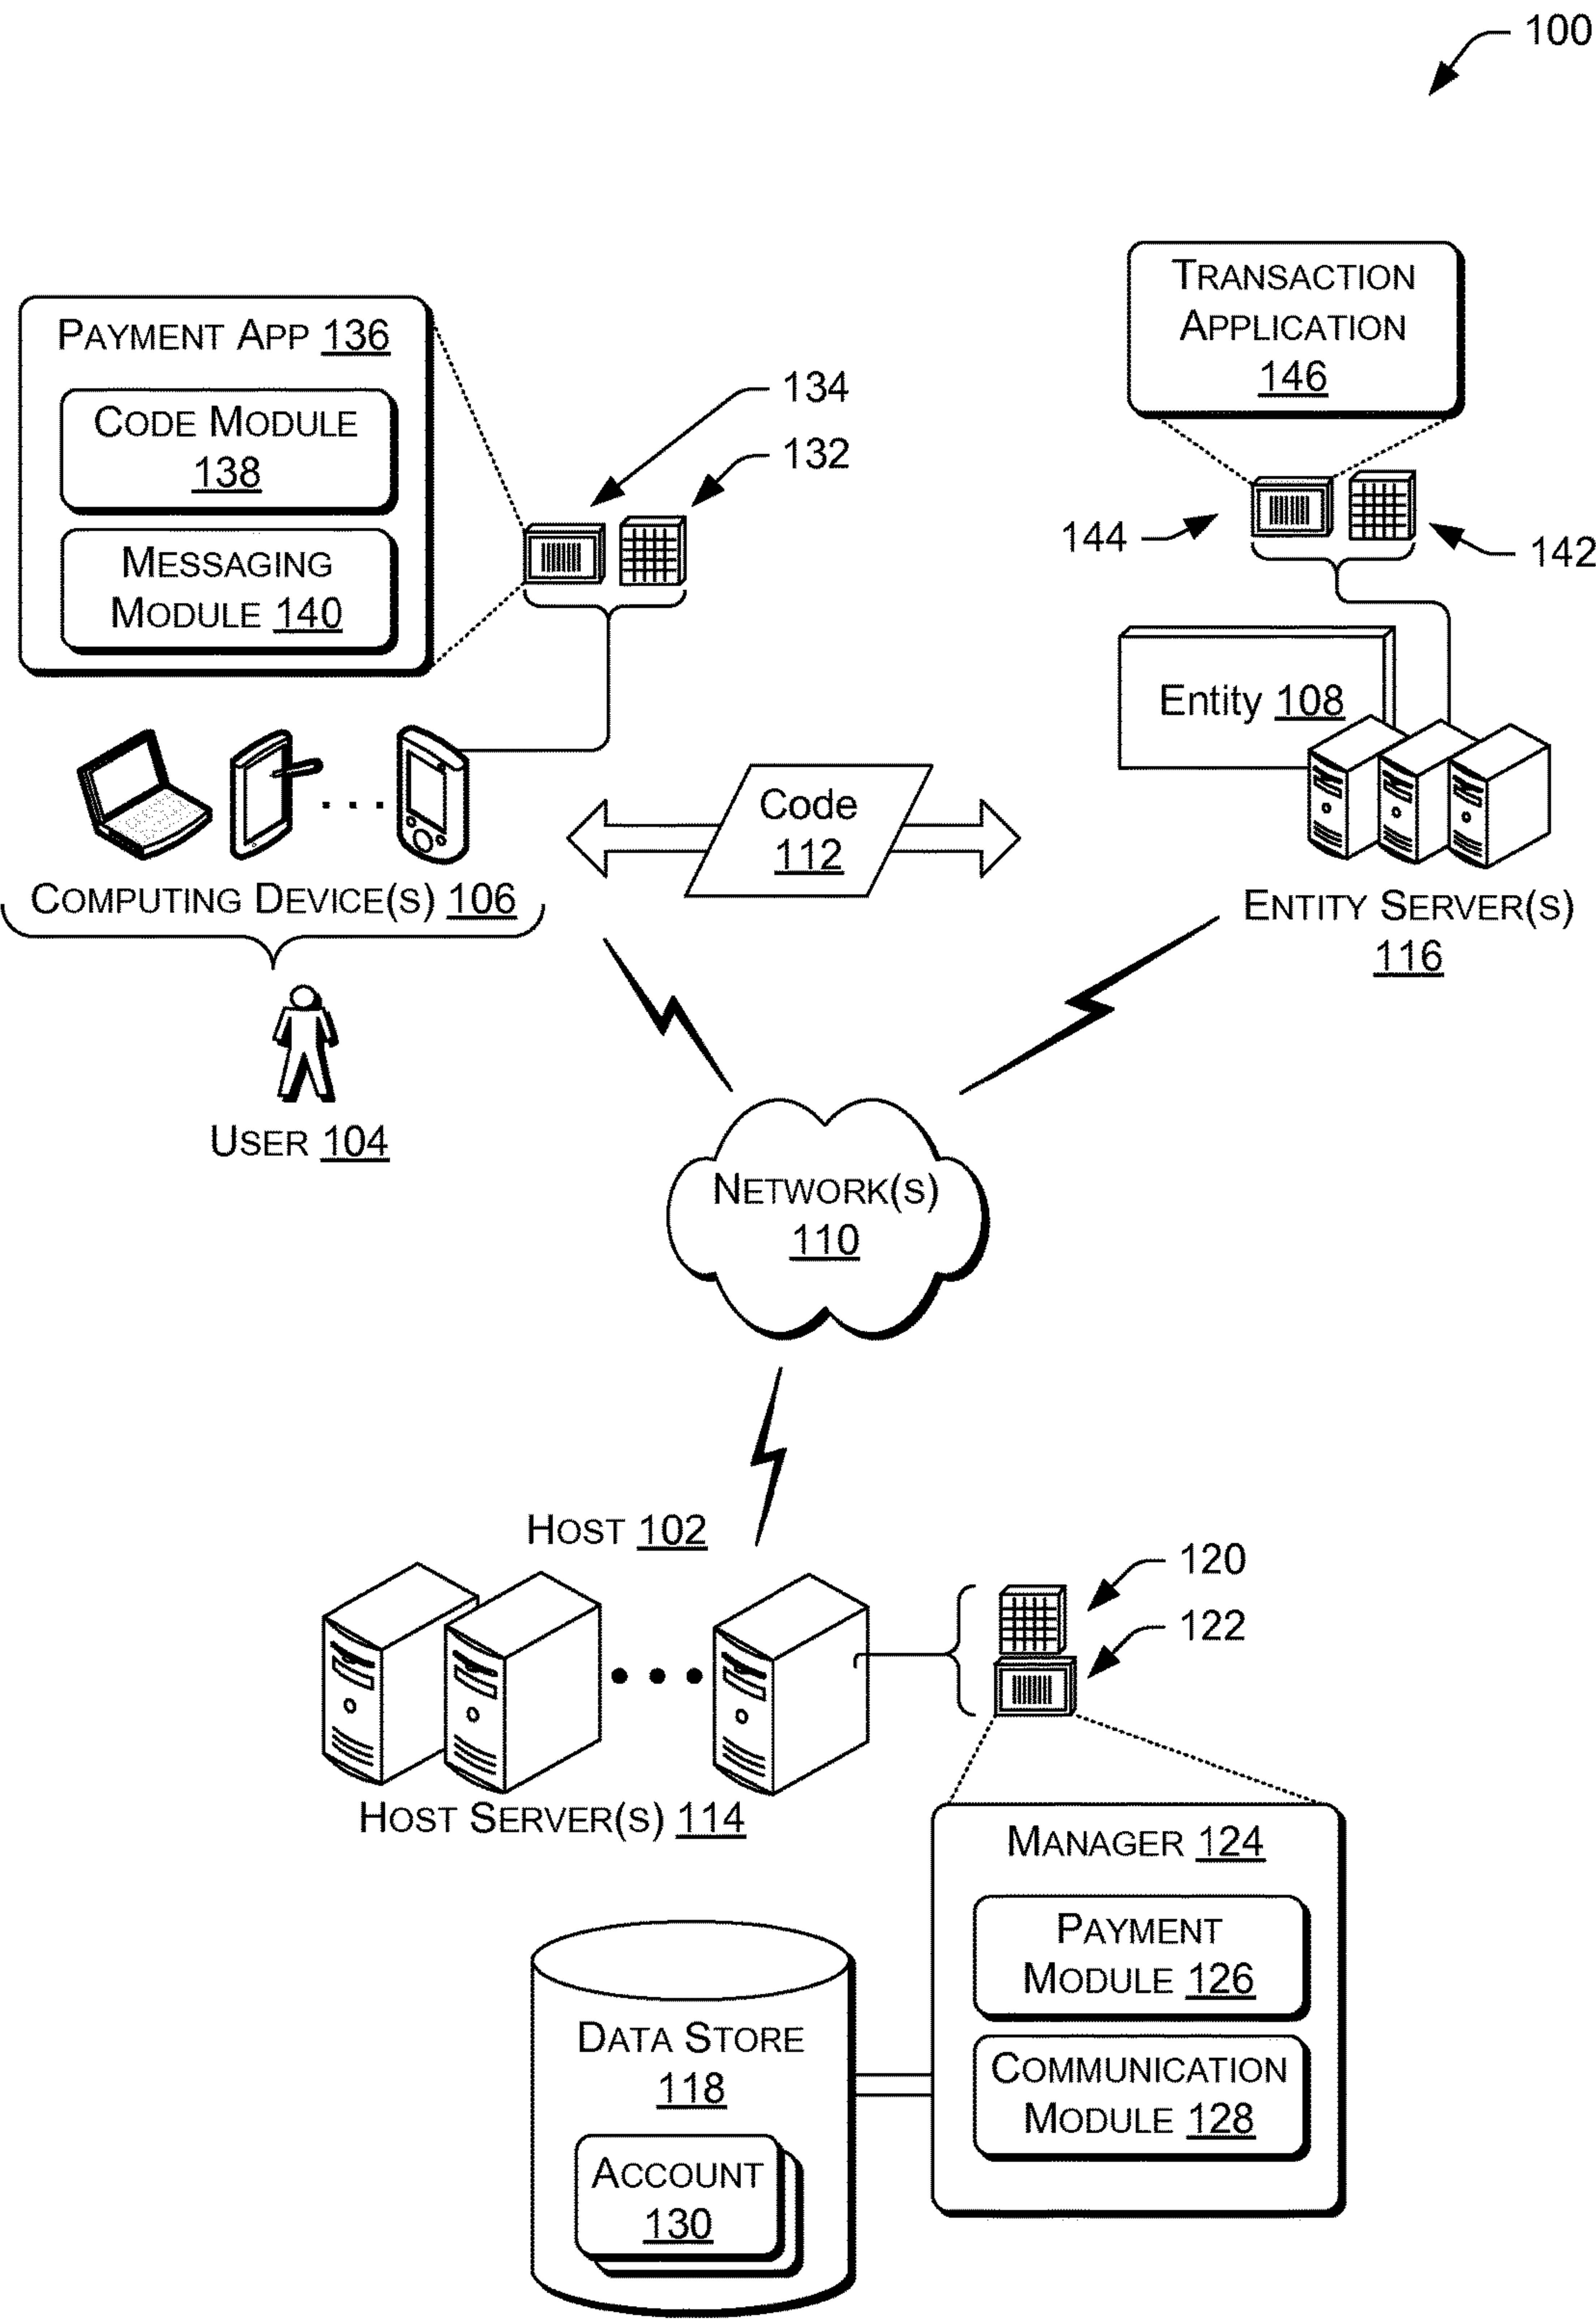 100
TRANSACTION
APPLICATION
146
PAYMENT APP 136
CODE MODULE
138
MESSAGING
MODULE 140
134
132
144
142
Entity 108
Code
112
COMPUTING DEVICE(S) 106
ENTITY SERVER(S)
116
USER 104
NETWORK(S)
110
HOST 102
120
122
HOST SERVER(S) 114
MANAGER 124
PAYMENT
MODULE 126
COMMUNICATION
MODULE 128
DATA STORE
118
ACCOUNT
130